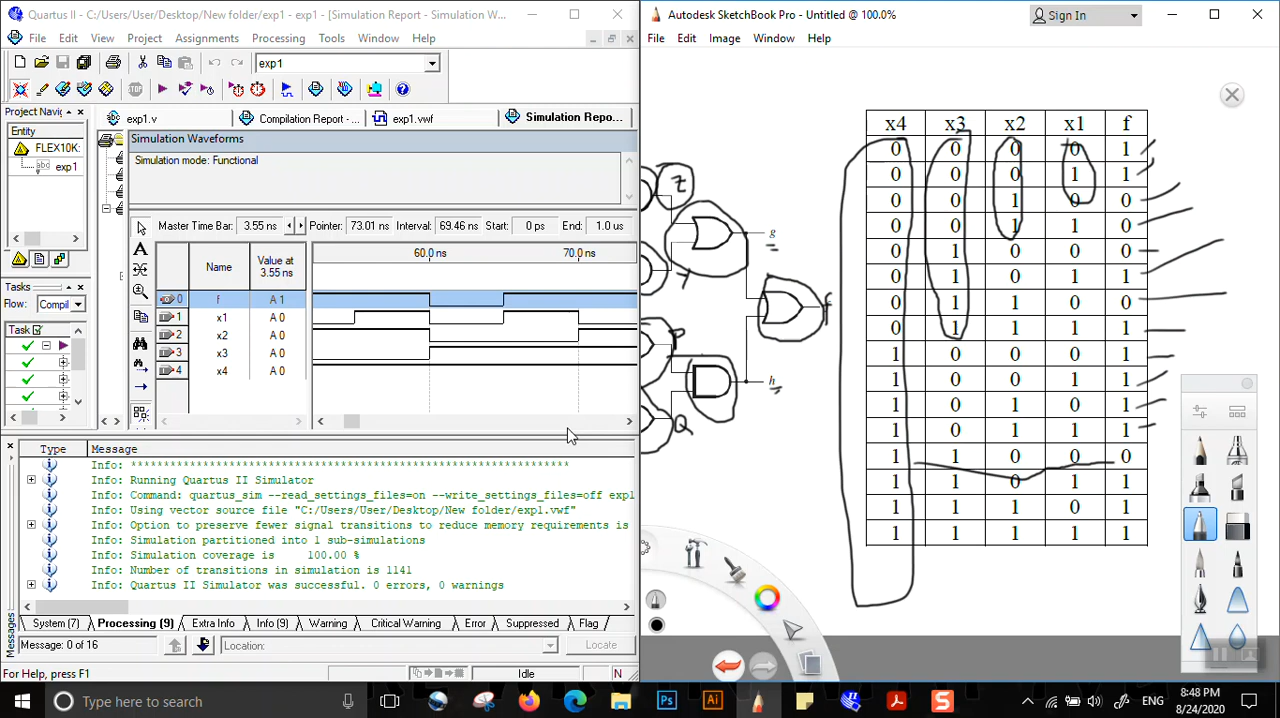 Quartus II - C:/Users/User/Desktop/New folder/exp1 - exp1 - [Simulation Report - Simulation W...
File Edit View Project Assignments Processing Tools Window Help
exp1
Project Navig
Entity
FLEX10K:
exp1
Tasks
Flow: Compil
Task
exp1.v
Compilation Report - ...
exp1.vwf
Simulation Repo...
Simulation Waveforms
Simulation mode: Functional
Master Time Bar: 3.55 ns Pointer: 73.01 ns Interval: 69.46 ns Start: 0 ps End: 1.0 us
Name
Value at
3.55 ns
60.0 ns 70.0 ns
0 f A 1
1 x1 A 0
2 x2 A 0
3 x3 A 0
4 x4 A 0
Type Message
Info: ****************************************************************
Info: Running Quartus II Simulator
Info: Command: quartus_sim --read_settings_files=on --write_settings_files=off exp1
Info: Using vector source file "C:/Users/User/Desktop/New folder/exp1.vwf"
Info: Option to preserve fewer signal transitions to reduce memory requirements is
Info: Simulation partitioned into 1 sub-simulations
Info: Simulation coverage is 100.00 %
Info: Number of transitions in simulation is 1141
Info: Quartus II Simulator was successful. 0 errors, 0 warnings
System (7) Processing (9) Extra Info Info (9) Warning Critical Warning Error Suppressed Flag
Messages
Message: 0 of 16
Location:
Locate
For Help, press F1
Idle
N
Autodesk SketchBook Pro - Untitled @ 100.0%
Sign In
File Edit Image Window Help
Z
g
Y
f
P
h
Q
x4 x3 x2 x1 f
0 0 0 0 1
0 0 0 1 1
0 0 1 0 0
0 0 1 1 0
0 1 0 0 0
0 1 0 1 1
0 1 1 0 0
0 1 1 1 1
1 0 0 0 1
1 0 0 1 1
1 0 1 0 1
1 0 1 1 1
1 1 0 0 0
1 1 0 1 1
1 1 1 0 1
1 1 1 1 1
Type here to search
Ps
Ai
S
ENG
8:48 PM
8/24/2020